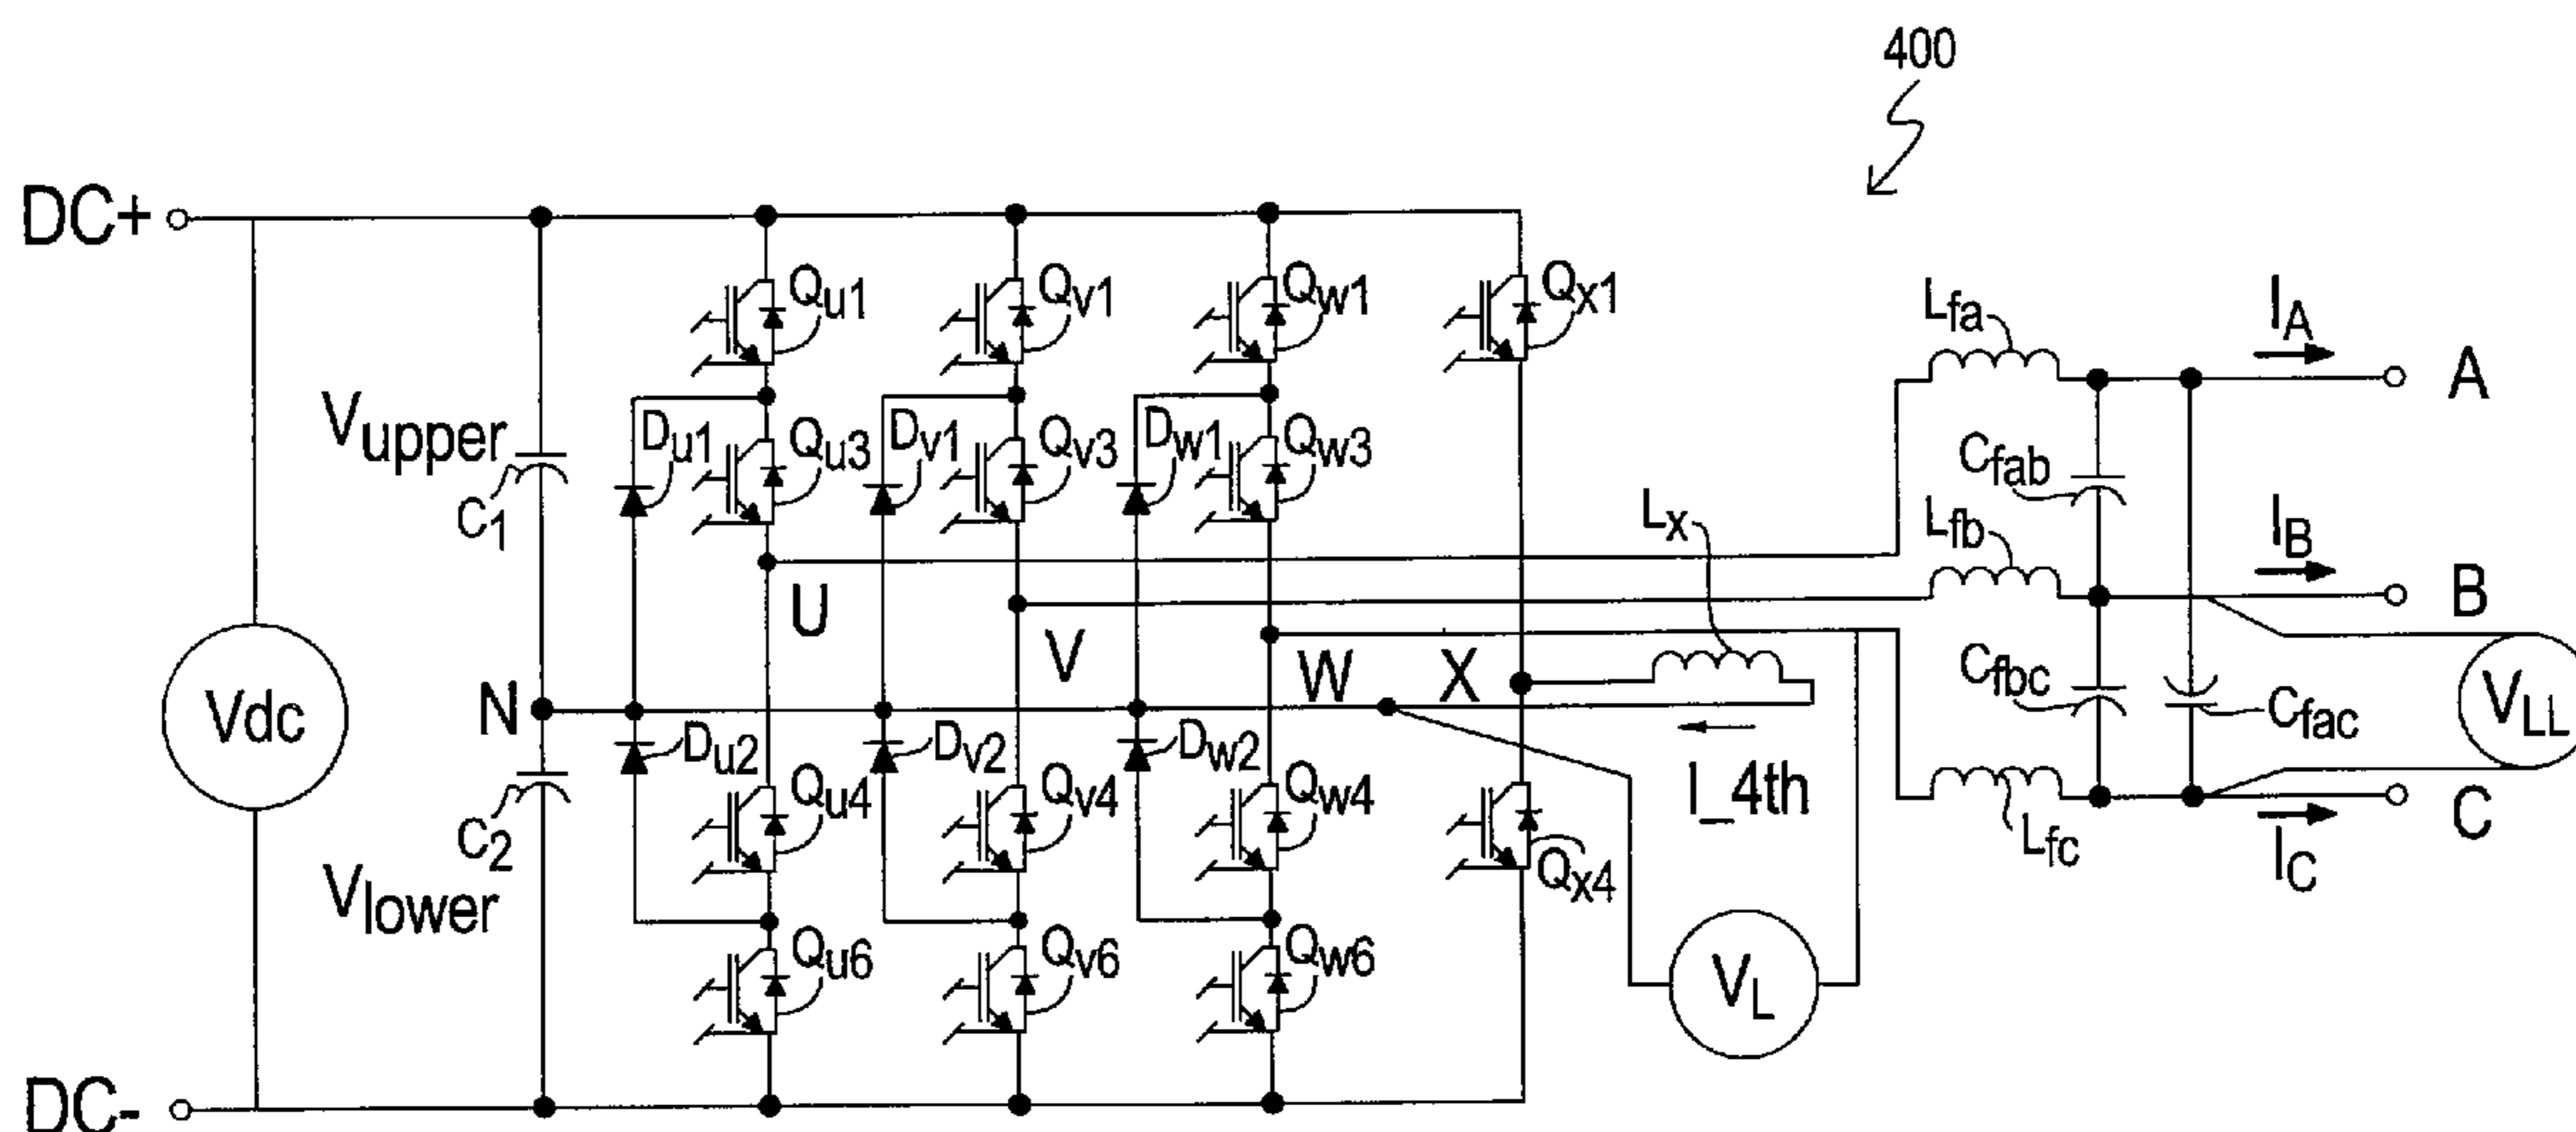 400
DC+
Qu1
Qv1
Qw1
Qx1
Lfa
IA
A
Vupper
C1
Du1
Qu3
Dv1
Qv3
Dw1
Qw3
Lx
Cfab
Lfb
IB
B
U
V
W
X
Vdc
N
Cfbc
Cfac
VLL
Du2
Dv2
Dw2
I_4th
C2
Qu4
Qv4
Qw4
Qx4
Lfc
IC
C
Vlower
Qu6
Qv6
Qw6
VL
DC-